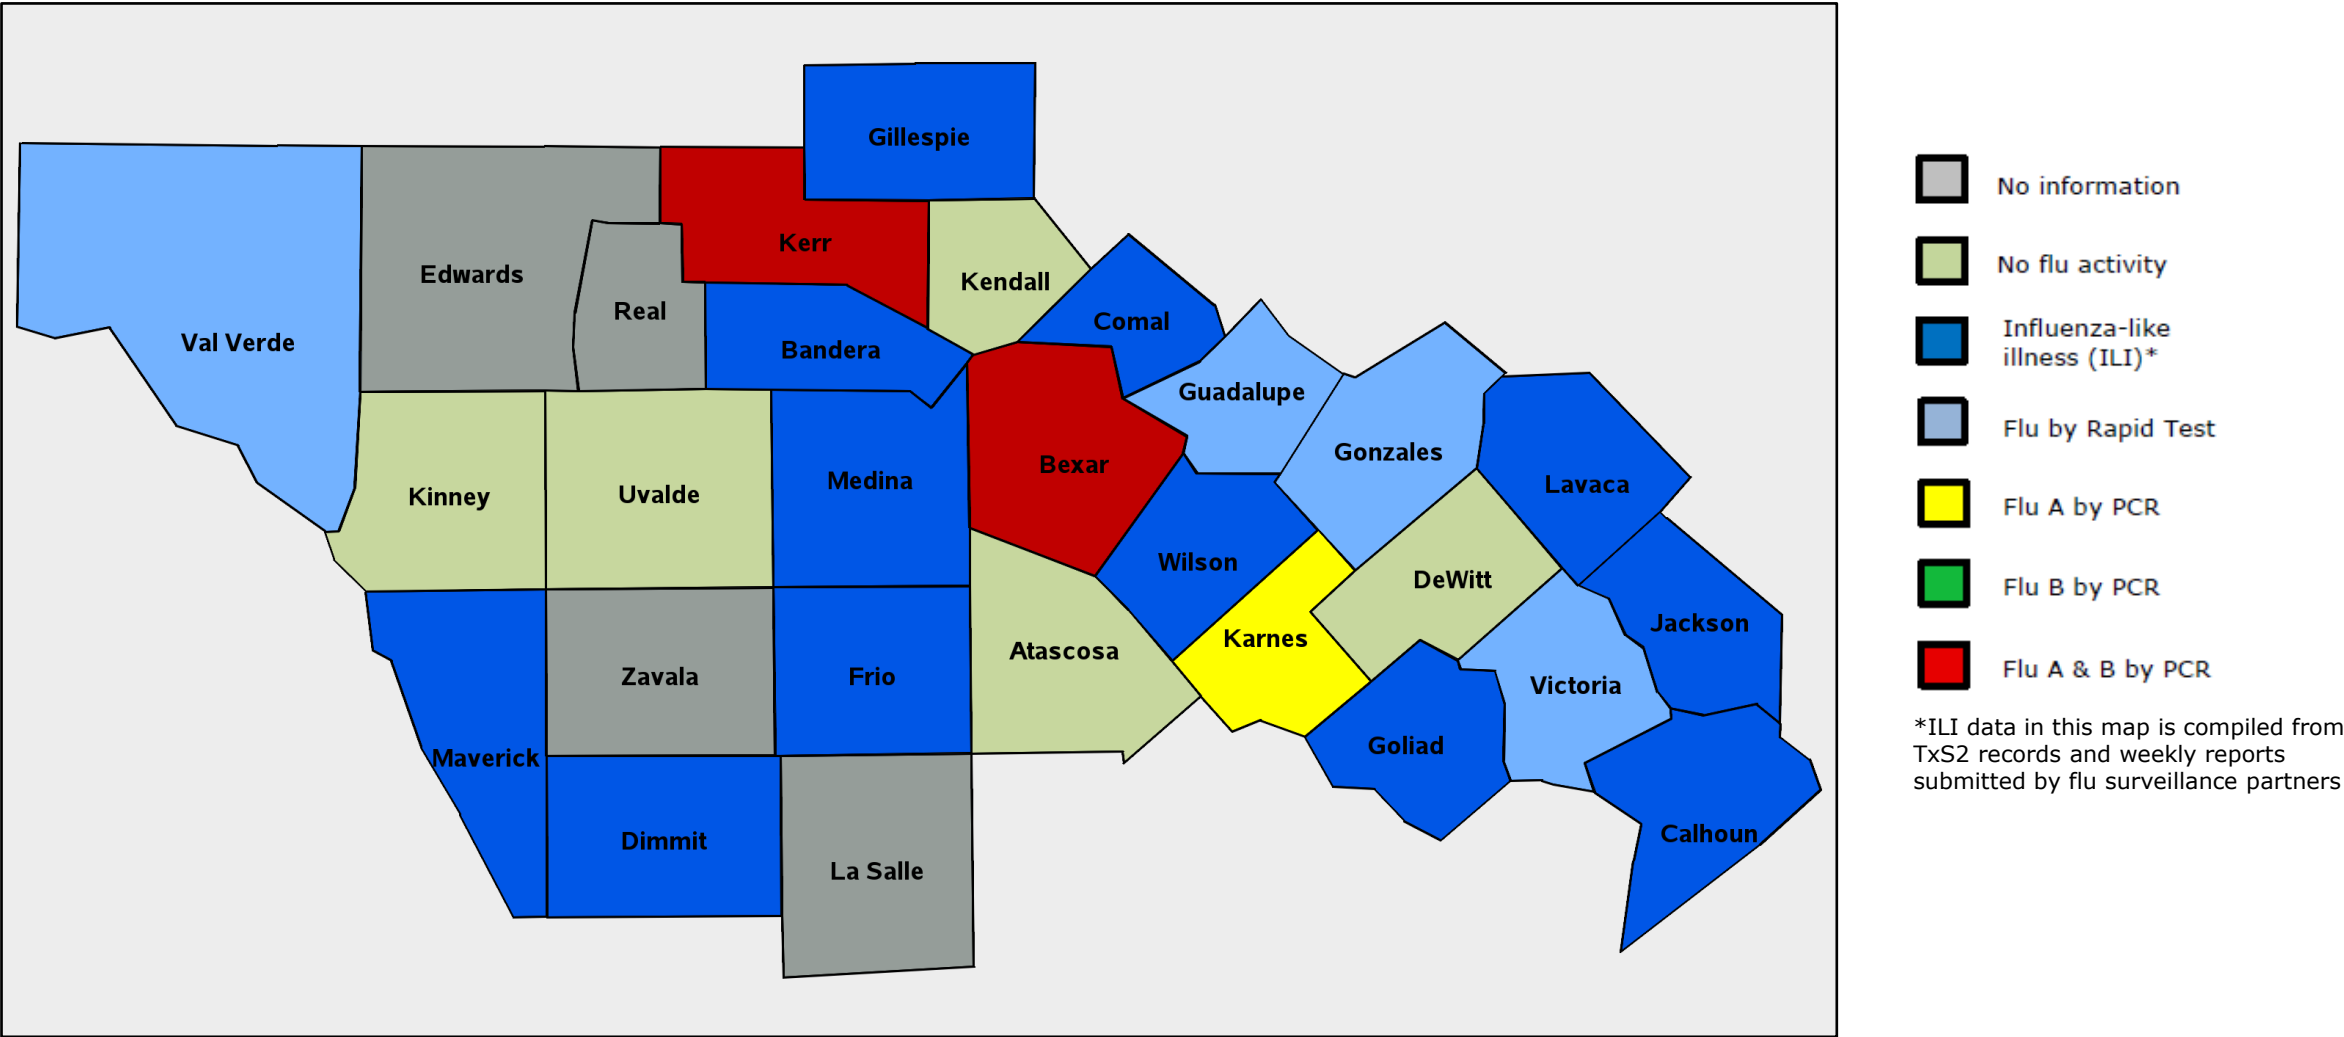 Gillespie
Kerr
Edwards
Kendall
Real
Comal
Val Verde
Bandera
Guadalupe
Gonzales
Bexar
Medina
Lavaca
Uvalde
Kinney
Wilson
DeWitt
Jackson
Karnes
Atascosa
Zavala
Frio
Victoria
Goliad
Maverick
Calhoun
Dimmit
La Salle
No information
No flu activity
Influenza-like
illness (ILI)*
Flu by Rapid Test
Flu A by PCR
Flu B by PCR
Flu A & B by PCR
*ILI data in this map is compiled from
TxS2 records and weekly reports
submitted by flu surveillance partners